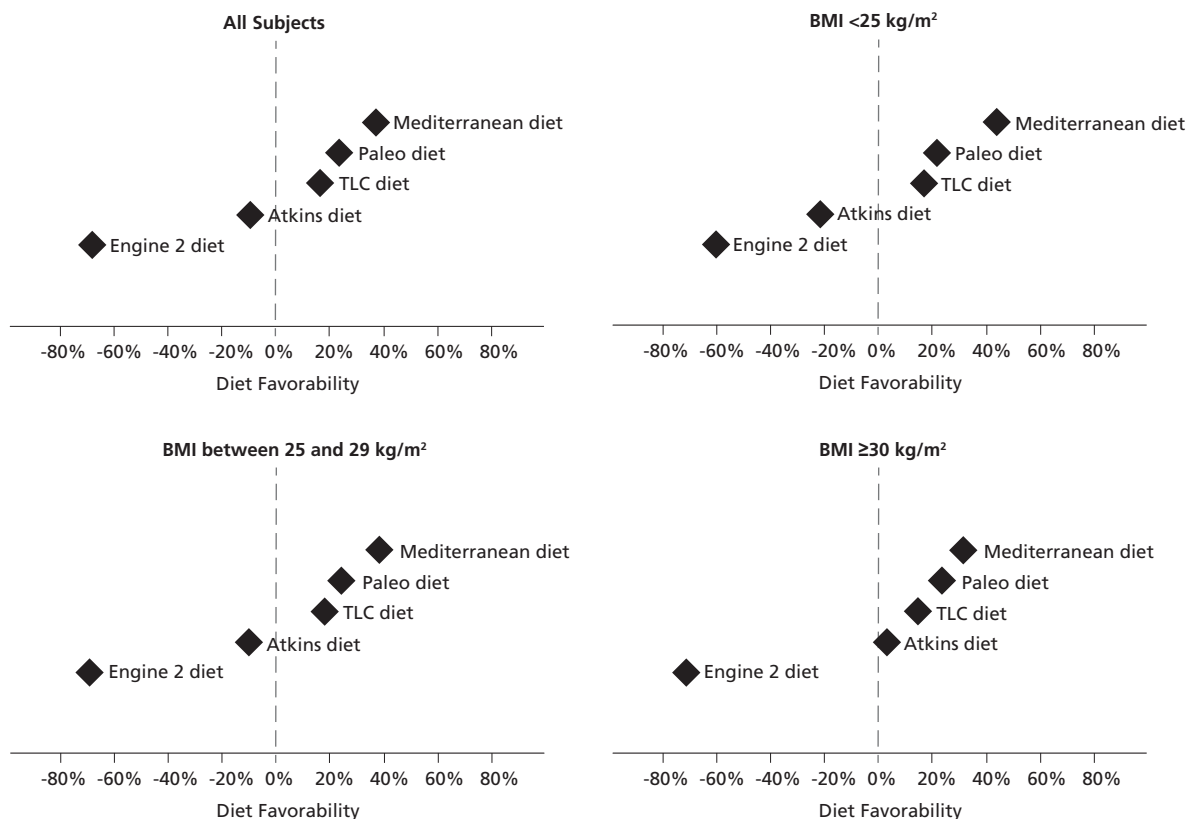 All Subjects
Mediterranean diet
Paleo diet
TLC diet
Atkins diet
Engine 2 diet
-80% -60% -40% -20% 0% 20% 40% 60% 80%
Diet Favorability
BMI <25 kg/m²
Mediterranean diet
Paleo diet
TLC diet
Atkins diet
Engine 2 diet
-80% -60% -40% -20% 0% 20% 40% 60% 80%
Diet Favorability
BMI between 25 and 29 kg/m²
Mediterranean diet
Paleo diet
TLC diet
Atkins diet
Engine 2 diet
-80% -60% -40% -20% 0% 20% 40% 60% 80%
Diet Favorability
BMI ≥30 kg/m²
Mediterranean diet
Paleo diet
TLC diet
Atkins diet
Engine 2 diet
-80% -60% -40% -20% 0% 20% 40% 60% 80%
Diet Favorability